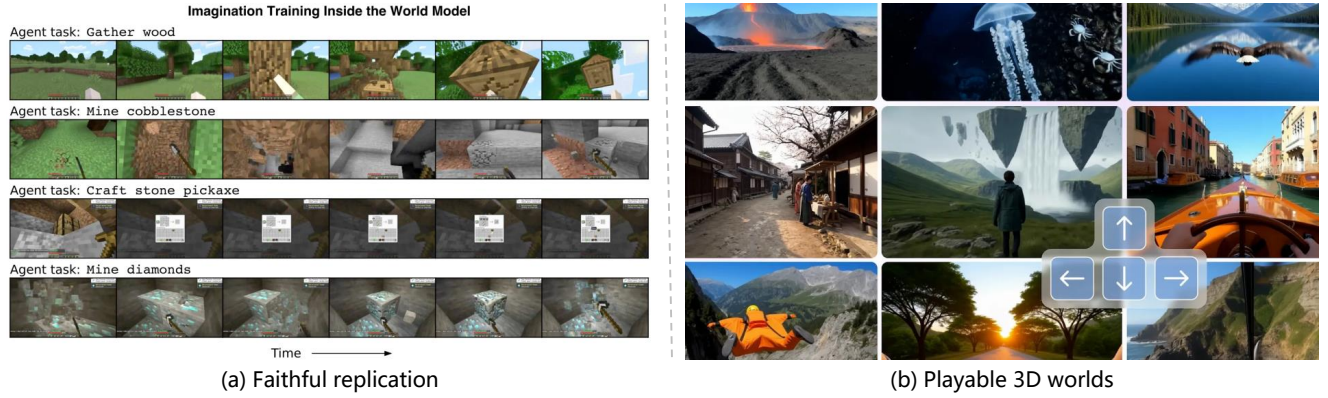 Imagination Training Inside the World Model
Agent task: Gather wood
Agent task: Mine cobblestone
Agent task: Craft stone pickaxe
Agent task: Mine diamonds
Time
(a) Faithful replication
(b) Playable 3D worlds